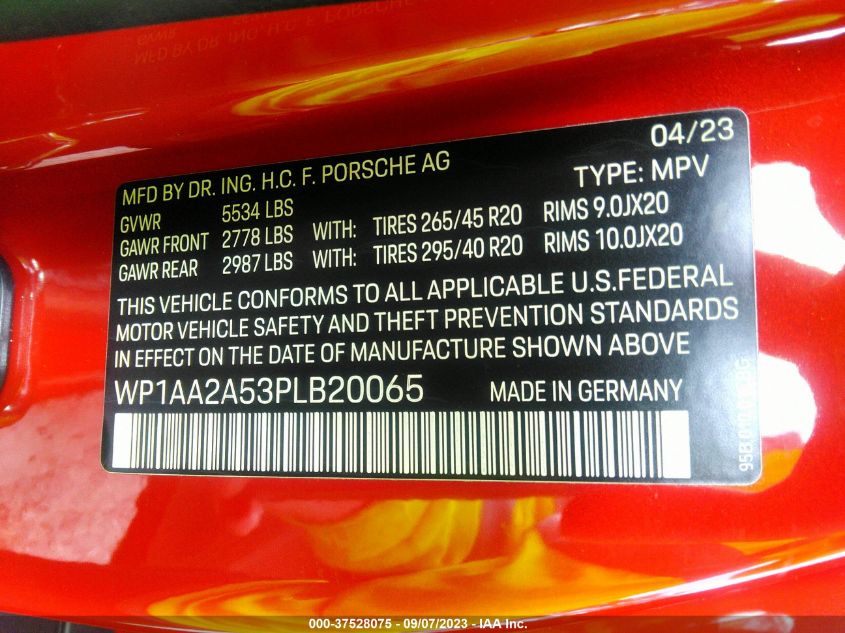 04/23
MFD BY DR. ING. H.C. F. PORSCHE AG TYPE: MPV
GVWR 5534 LBS
GAWR FRONT 2778 LBS WITH: TIRES 265/45 R20 RIMS 9.0JX20
GAWR REAR 2987 LBS WITH: TIRES 295/40 R20 RIMS 10.0JX20
THIS VEHICLE CONFORMS TO ALL APPLICABLE U.S.FEDERAL
MOTOR VEHICLE SAFETY AND THEFT PREVENTION STANDARDS
IN EFFECT ON THE DATE OF MANUFACTURE SHOWN ABOVE
WP1AA2A53PLB20065 MADE IN GERMANY
000-37528075 - 09/07/2023 - IAA Inc.